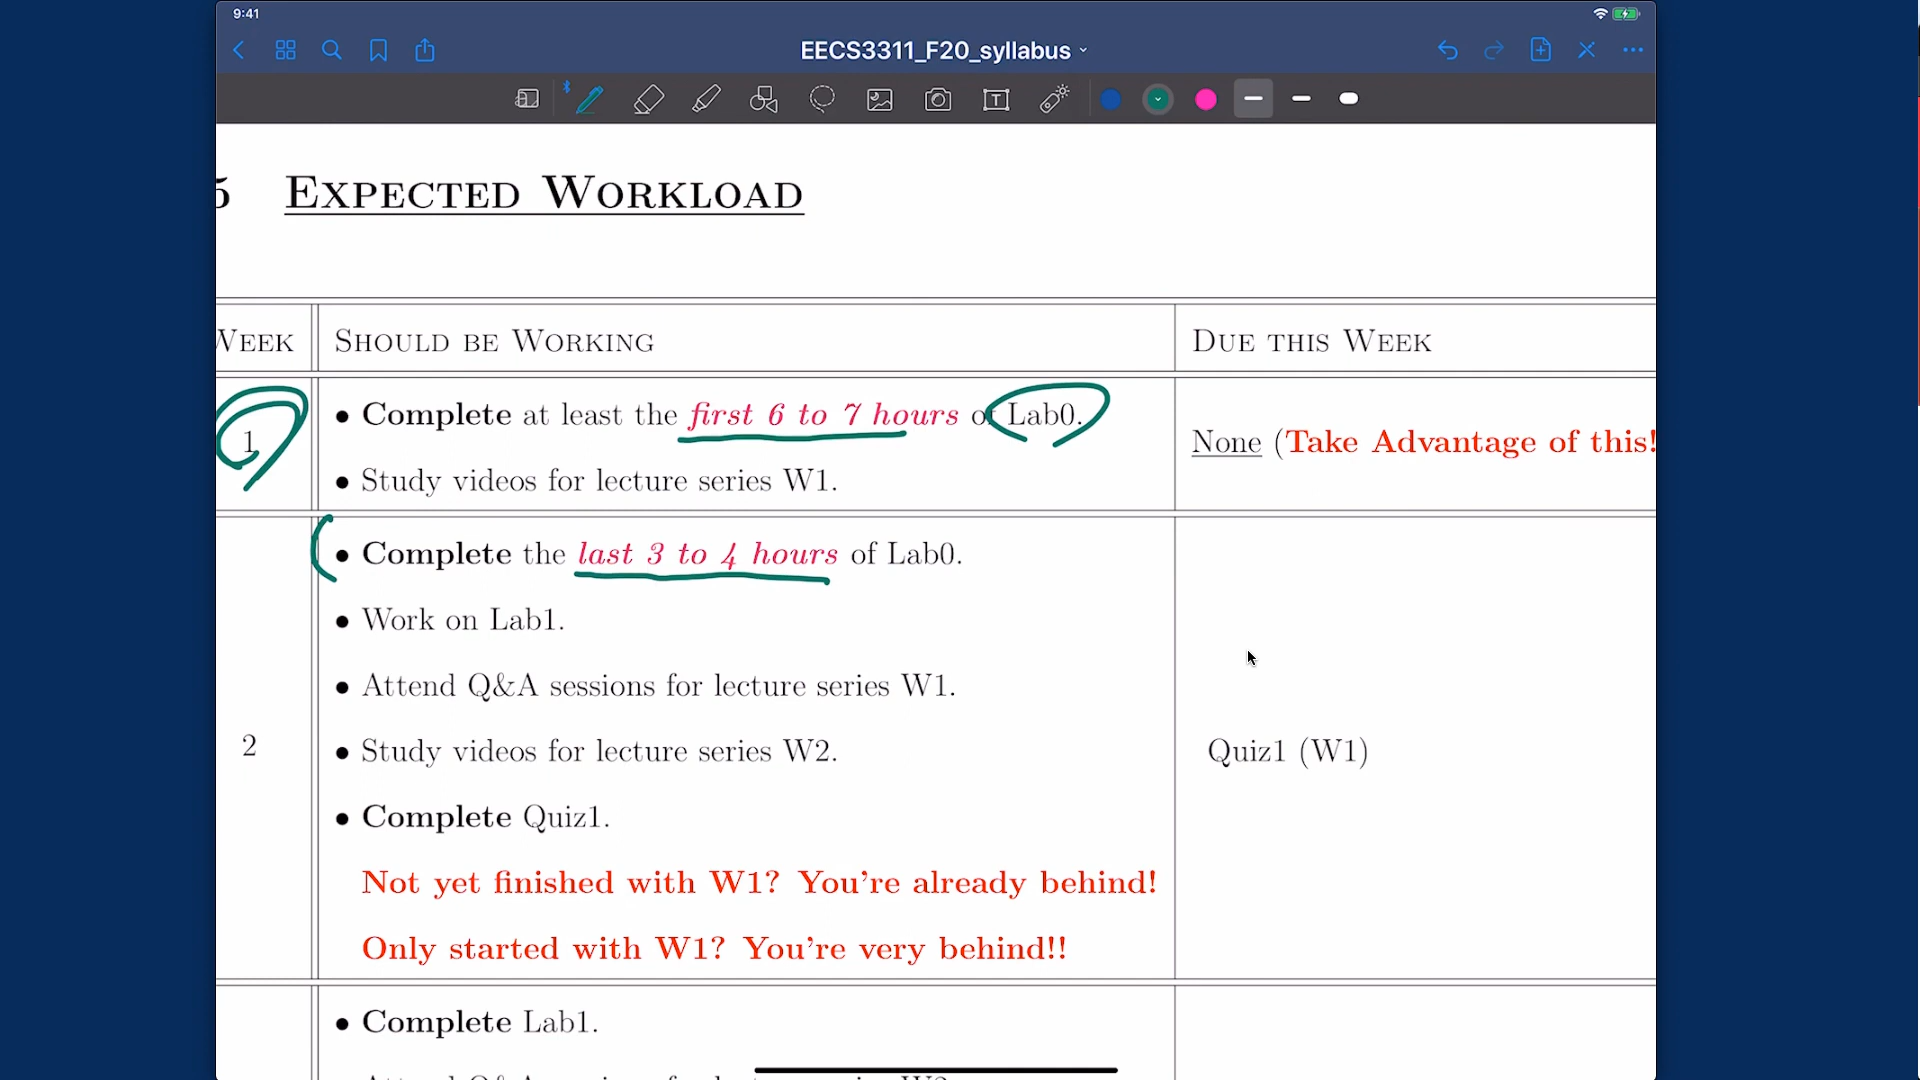 9:41
EECS3311_F20_syllabus
5 EXPECTED WORKLOAD
WEEK SHOULD BE WORKING DUE THIS WEEK
1
• Complete at least the first 6 to 7 hours of Lab0.
• Study videos for lecture series W1.
None (Take Advantage of this!
2
• Complete the last 3 to 4 hours of Lab0.
• Work on Lab1.
• Attend Q&A sessions for lecture series W1.
• Study videos for lecture series W2.
• Complete Quiz1.
Not yet finished with W1? You're already behind!
Only started with W1? You're very behind!!
Quiz1 (W1)
• Complete Lab1.